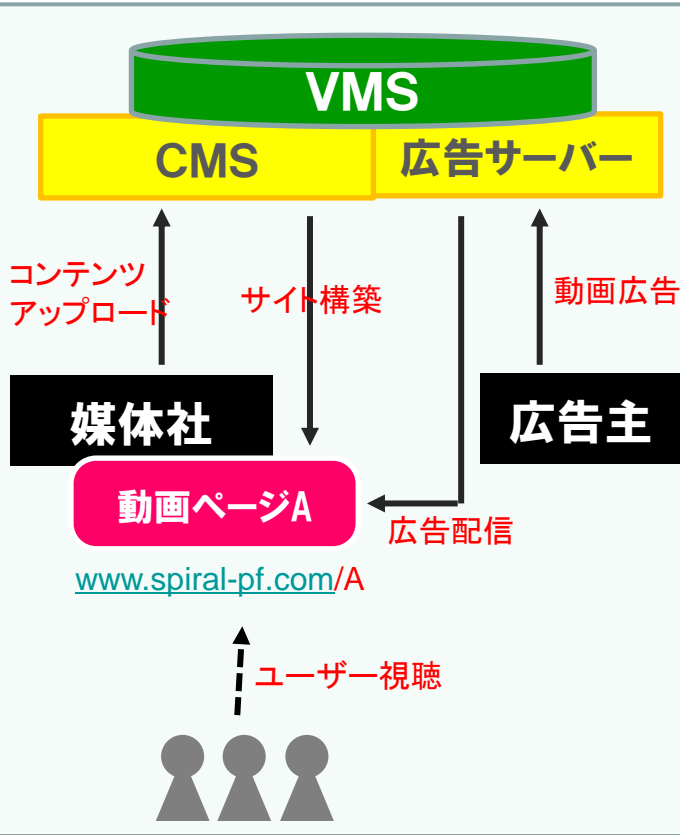 VMS
CMS
広告サーバー
コンテンツ
アップロード
サイト構築
動画広告
媒体社
広告主
動画ページA
広告配信
www.spiral-pf.com/A
ユーザー視聴